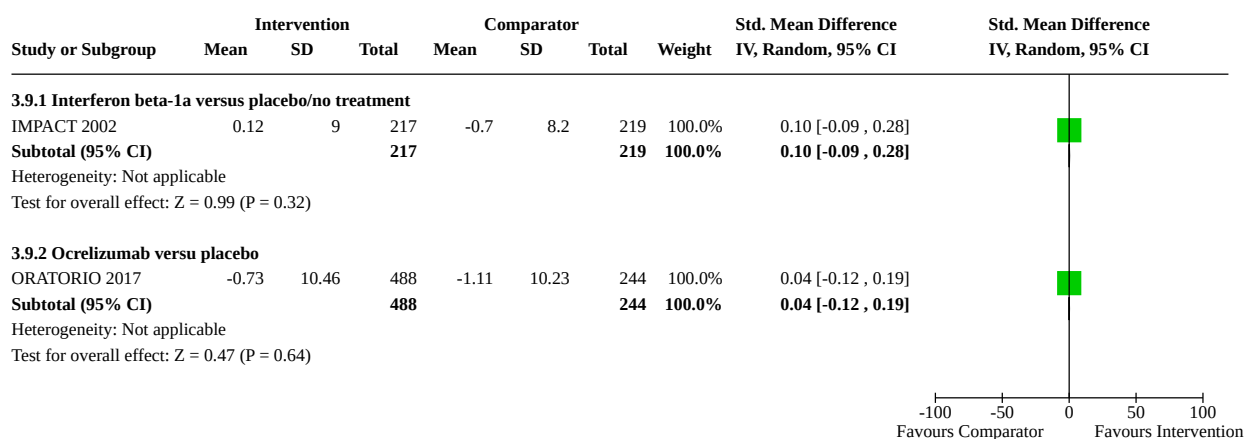 Intervention Comparator Std. Mean Difference Std. Mean Difference
Study or Subgroup Mean SD Total Mean SD Total Weight IV, Random, 95% CI IV, Random, 95% CI
3.9.1 Interferon beta-1a versus placebo/no treatment
IMPACT 2002 0.12 9 217 -0.7 8.2 219 100.0% 0.10 [-0.09 , 0.28]
Subtotal (95% CI) 217 219 100.0% 0.10 [-0.09 , 0.28]
Heterogeneity: Not applicable
Test for overall effect: Z = 0.99 (P = 0.32)
3.9.2 Ocrelizumab versu placebo
ORATORIO 2017 -0.73 10.46 488 -1.11 10.23 244 100.0% 0.04 [-0.12 , 0.19]
Subtotal (95% CI) 488 244 100.0% 0.04 [-0.12 , 0.19]
Heterogeneity: Not applicable
Test for overall effect: Z = 0.47 (P = 0.64)
-100 -50 0 50 100
Favours Comparator Favours Intervention